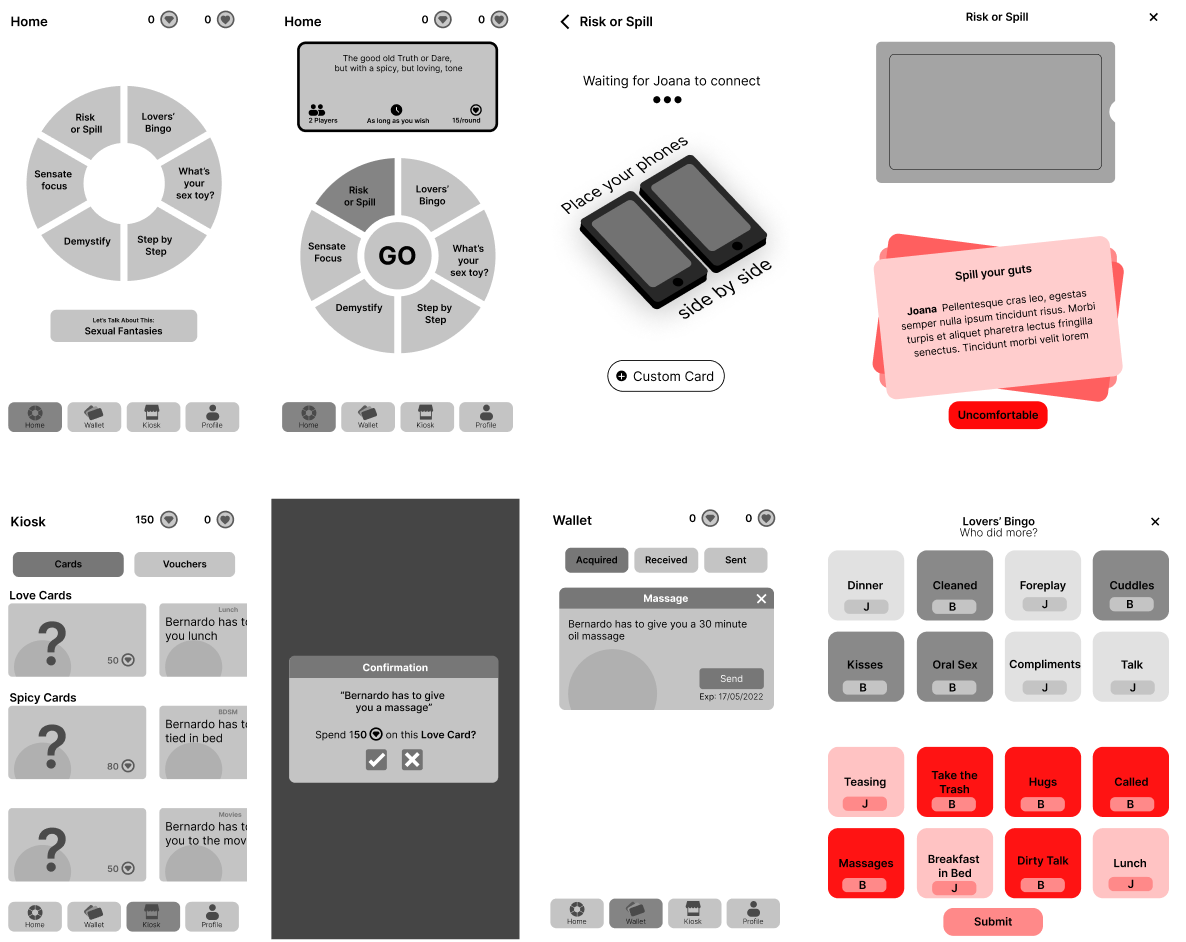 Home
0
0
Risk
or Spill
Lovers'
Bingo
Sensate
focus
What's
your
sex toy?
Demystify
Step by
Step
Let's Talk About This:
Sexual Fantasies
Home
Wallet
Kiosk
Profile
Home
0
0
The good old Truth or Dare,
but with a spicy, but loving, tone
2 Players
As long as you wish
15/round
Risk
or Spill
Lovers'
Bingo
Sensate
Focus
GO
What's
your
sex toy?
Demystify
Step by
Step
Home
Wallet
Kiosk
Profile
Risk or Spill
Waiting for Joana to connect
Place your phones
side by side
Custom Card
Risk or Spill
Spill your guts
Joana Pellentesque cras leo, egestas
semper nulla ipsum tincidunt risus. Morbi
turpis et aliquet pharetra lectus fringilla
senectus. Tincidunt morbi velit lorem
Uncomfortable
Kiosk
150
0
Cards
Vouchers
Love Cards
?
50
Lunch
Bernardo has to
you lunch
Spicy Cards
?
80
BDSM
Bernardo has to
tied in bed
?
50
Movies
Bernardo has to
you to the mov
Home
Wallet
Kiosk
Profile
Confirmation
"Bernardo has to give
you a massage"
Spend 150 on this Love Card?
Wallet
0
0
Acquired
Received
Sent
Massage
Bernardo has to give you a 30 minute
oil massage
Send
Exp: 17/05/2022
Home
Wallet
Kiosk
Profile
Lovers' Bingo
Who did more?
Dinner
J
Cleaned
B
Foreplay
J
Cuddles
B
Kisses
B
Oral Sex
B
Compliments
J
Talk
J
Teasing
J
Take the
Trash
B
Hugs
B
Called
B
Massages
B
Breakfast
in Bed
J
Dirty Talk
B
Lunch
J
Submit